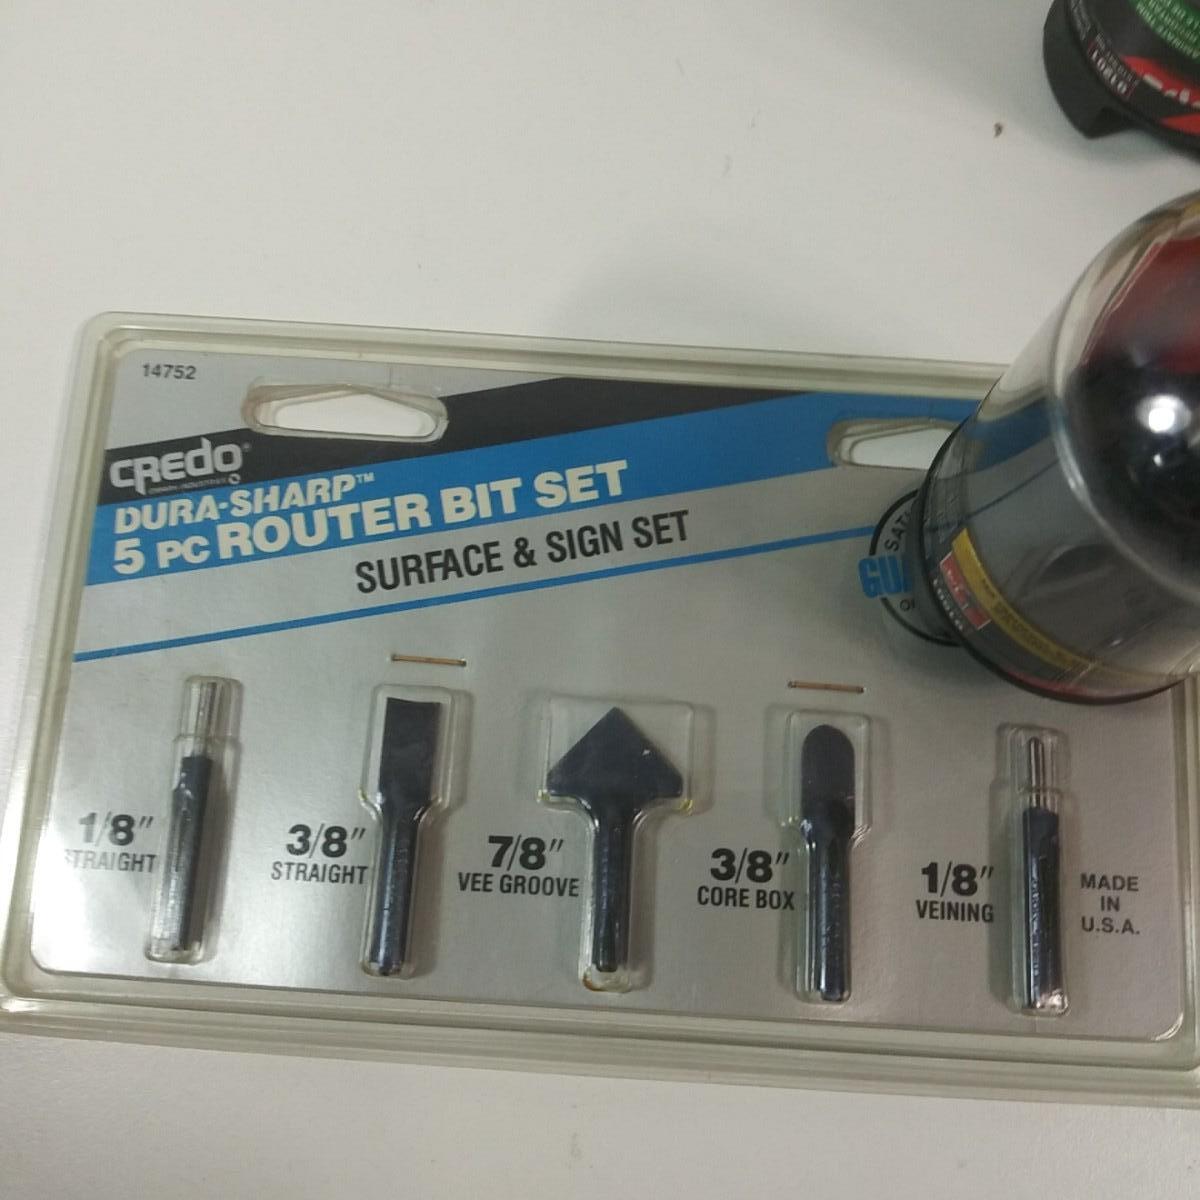 14752
CREDO
DURA-SHARP™
5 PC ROUTER BIT SET
SURFACE & SIGN SET
1/8" STRAIGHT
3/8" STRAIGHT
7/8" VEE GROOVE
3/8" CORE BOX
1/8" VEINING
MADE IN U.S.A.